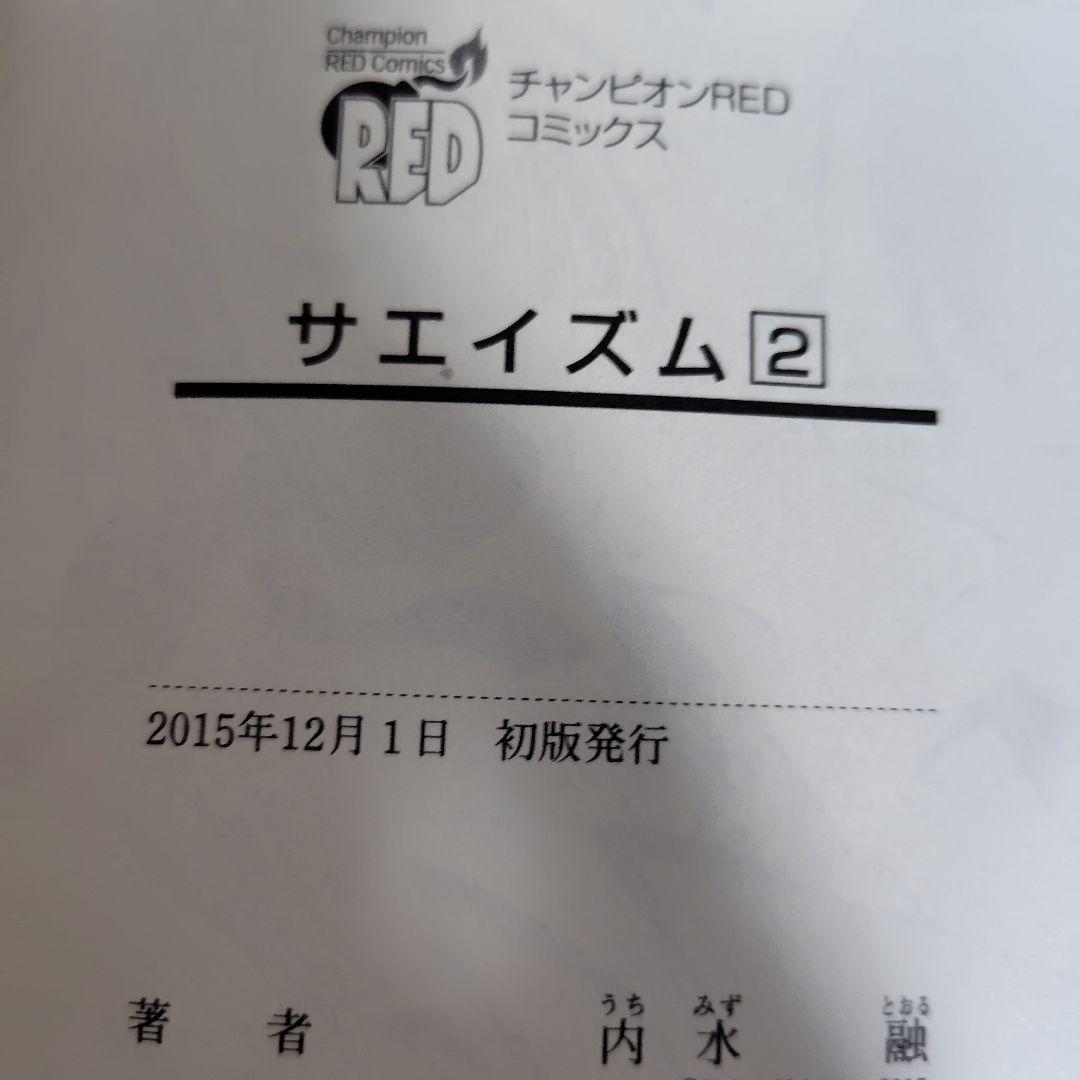 Champion
RED Comics
RED
チャンピオンRED
コミックス
サエイズム2
2015年12月1日 初版発行
うち みず とおる
著者 内水 融